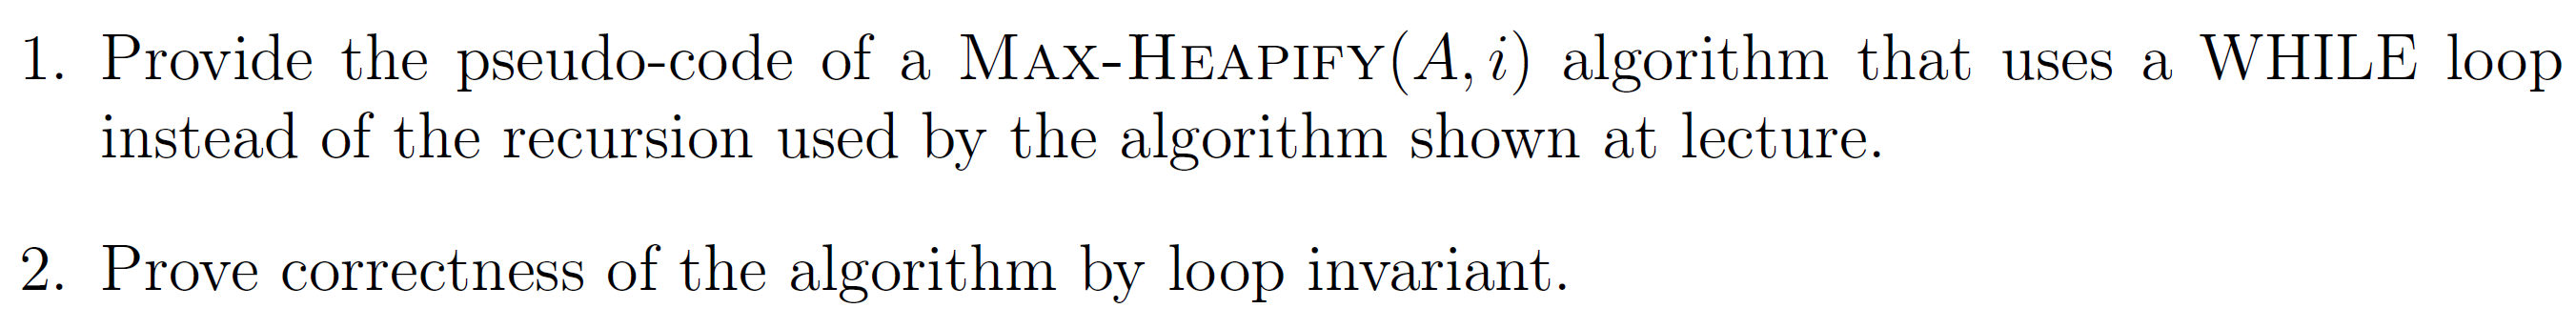 1. Provide the pseudo-code of a MAX-HEAPIFY(A, i) algorithm that uses a WHILE loop
instead of the recursion used by the algorithm shown at lecture.
2. Prove correctness of the algorithm by loop invariant.